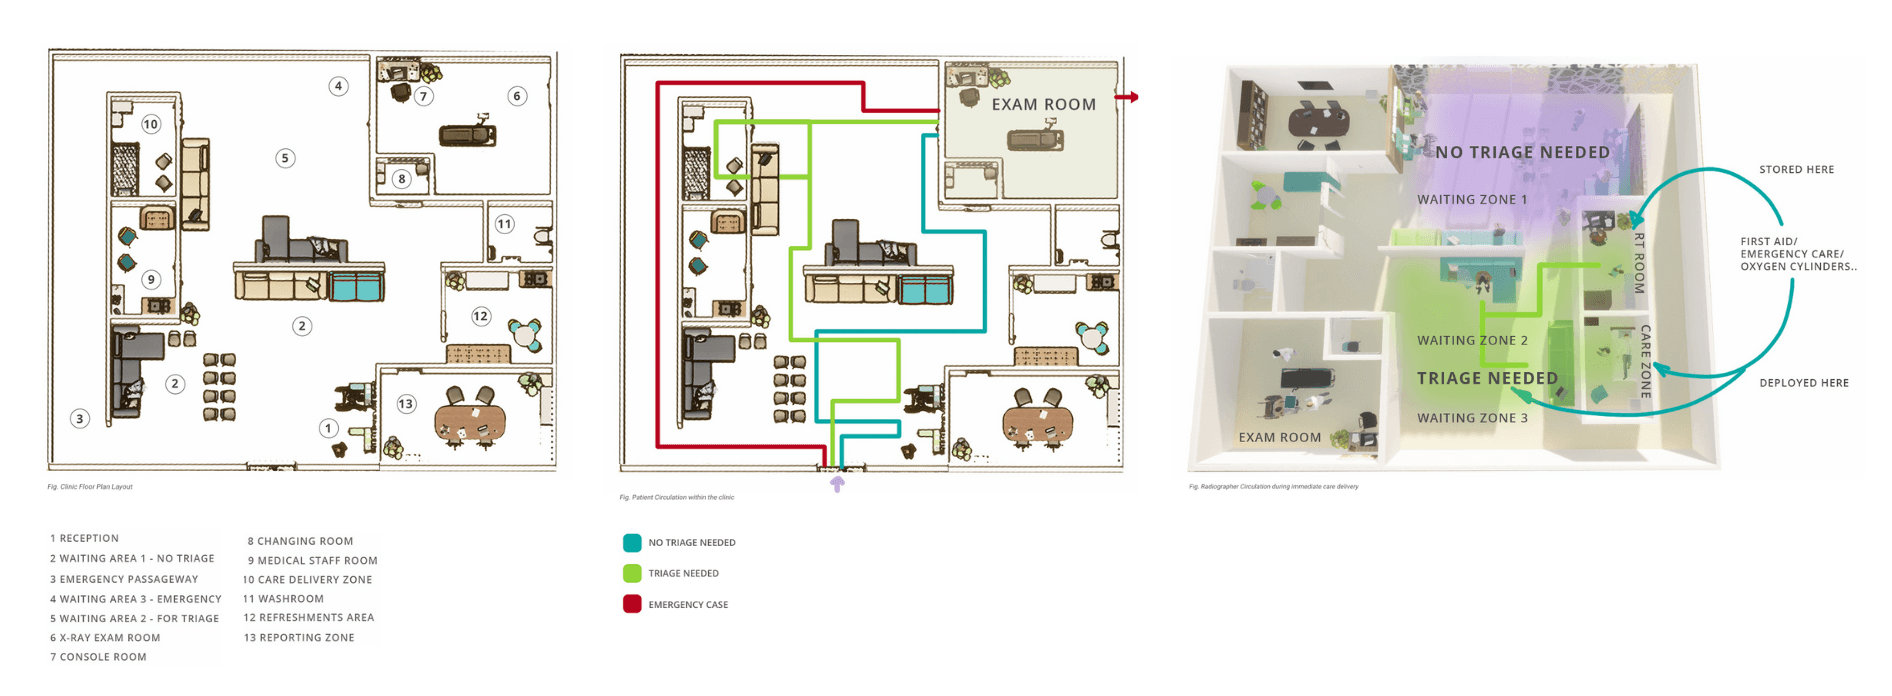 4
7
6
10
5
8
11
9
2
12
2
13
3
1
Fig. Clinic Floor Plan Layout
1 RECEPTION
2 WAITING AREA 1 - NO TRIAGE
3 EMERGENCY PASSAGEWAY
4 WAITING AREA 3 - EMERGENCY
5 WAITING AREA 2 - FOR TRIAGE
6 X-RAY EXAM ROOM
7 CONSOLE ROOM
8 CHANGING ROOM
9 MEDICAL STAFF ROOM
10 CARE DELIVERY ZONE
11 WASHROOM
12 REFRESHMENTS AREA
13 REPORTING ZONE
EXAM ROOM
Fig. Patient Circulation within the clinic
NO TRIAGE NEEDED
TRIAGE NEEDED
EMERGENCY CASE
NO TRIAGE NEEDED
WAITING ZONE 1
RT ROOM
WAITING ZONE 2
CARE ZONE
TRIAGE NEEDED
WAITING ZONE 3
EXAM ROOM
STORED HERE
FIRST AID/
EMERGENCY CARE/
OXYGEN CYLINDERS..
DEPLOYED HERE
Fig. Radiographer Circulation during immediate care delivery